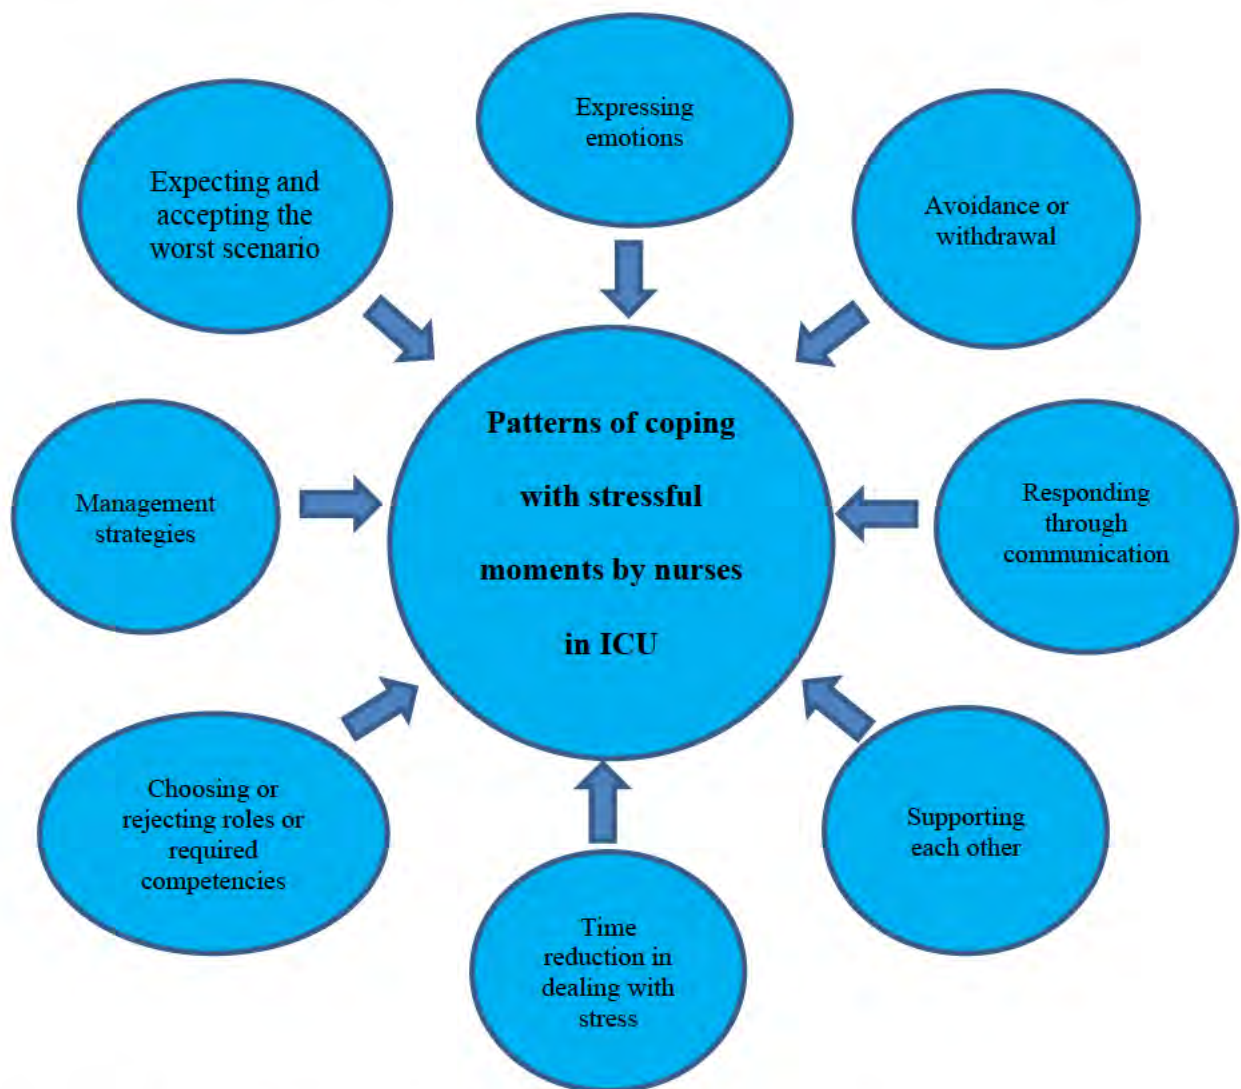 Expressing
emotions
Expecting and
accepting the
worst scenario
Avoidance or
withdrawal
Patterns of coping
with stressful
moments by nurses
in ICU
Management
strategies
Responding
through
communication
Choosing or
rejecting roles or
required
competencies
Supporting
each other
Time
reduction in
dealing with
stress